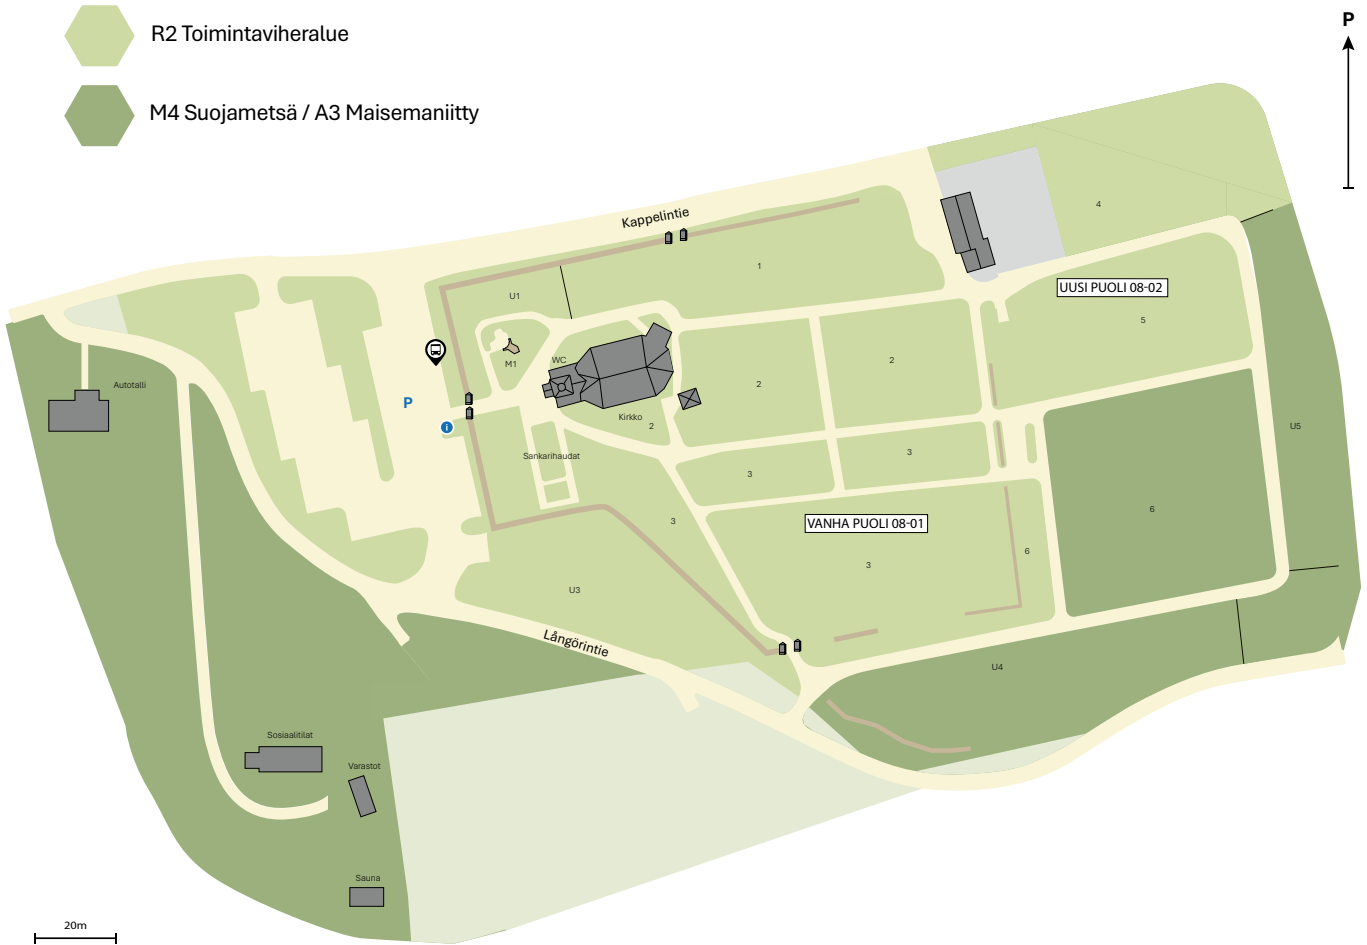 R2 Toimintaviheralue
P
M4 Suojametsä / A3 Maisemaniitty
4
Kappelintie
1
UUSI PUOLI 08-02
U1
5
WC
M1
2
Autotalli
2
P
Kirkko
2
i
U5
Sankarihaudat
3
3
6
3
VANHA PUOLI 08-01
6
3
U3
Långörintie
U4
Sosiaalitilat
Varastot
Sauna
20m